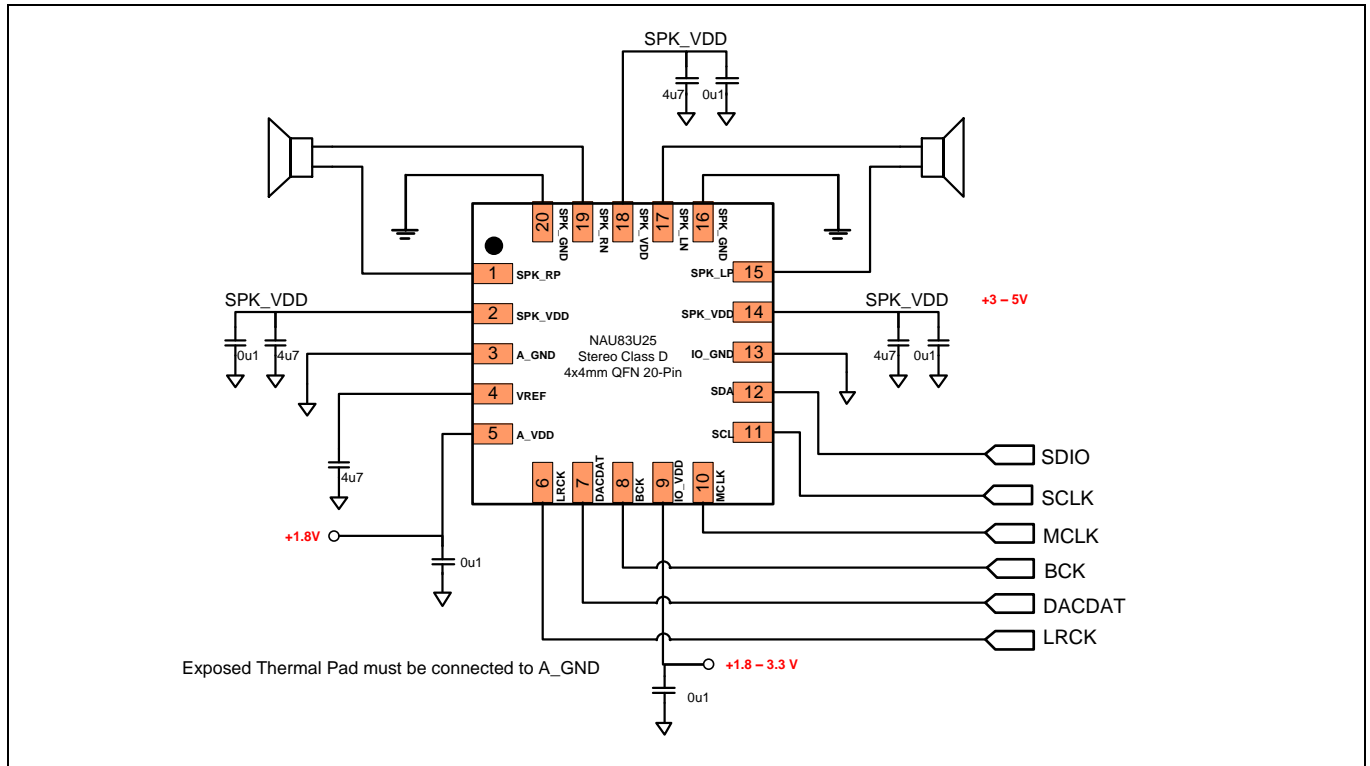 SPK_VDD
4u7
0u1
20
SPK_GND
19
SPK_RN
18
SPK_VDD
17
SPK_LN
16
SPK_GND
1
SPK_RP
SPK_LP
15
SPK_VDD
0u1
4u7
2
SPK_VDD
SPK_VDD
14
SPK_VDD
+3 – 5V
4u7
0u1
3
A_GND
NAU83U25
Stereo Class D
4x4mm QFN 20-Pin
IO_GND
13
4
VREF
SDA
12
5
A_VDD
SCL
11
4u7
6
LRCK
7
DACDAT
8
BCK
9
IO_VDD
10
MCLK
SDIO
SCLK
MCLK
BCK
DACDAT
LRCK
+1.8V
0u1
Exposed Thermal Pad must be connected to A_GND
+1.8 – 3.3 V
0u1